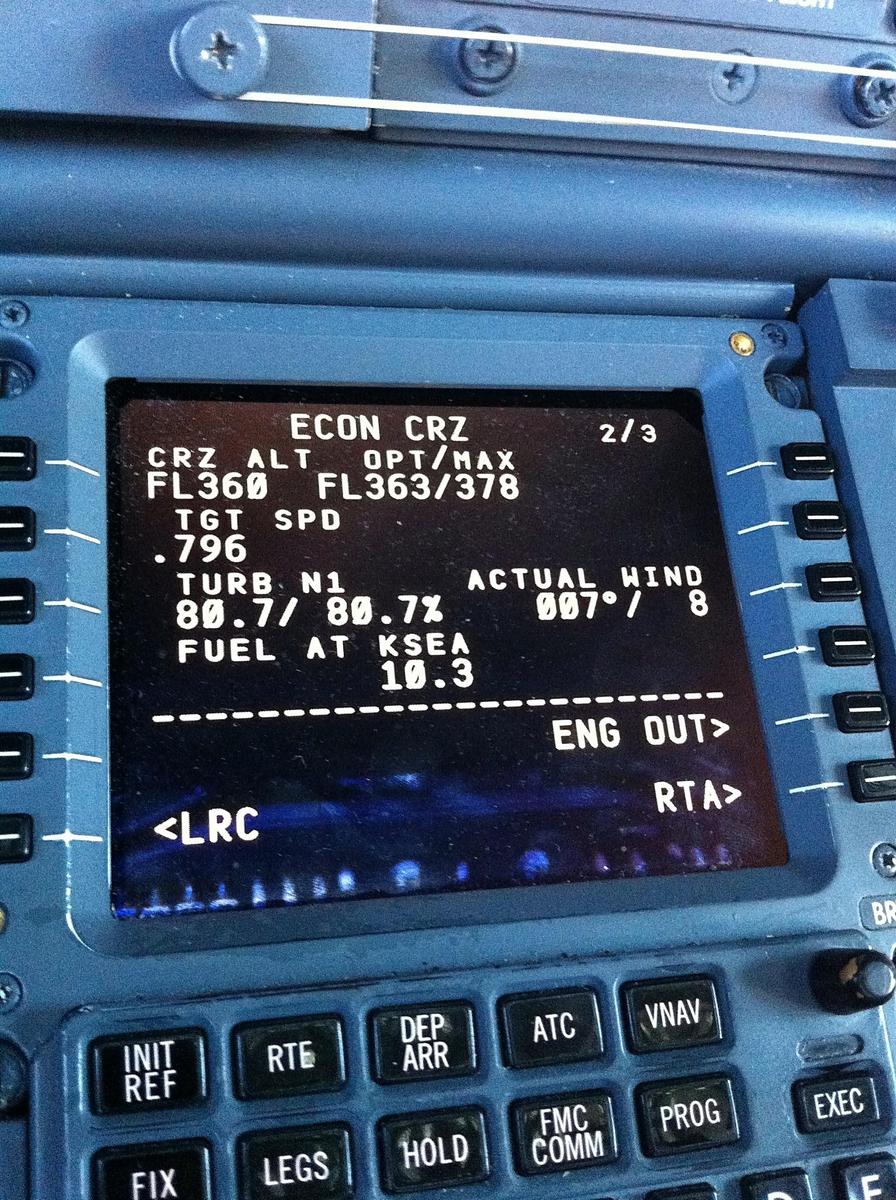 ECON CRZ 2/3
CRZ ALT OPT/MAX
FL360 FL363/378
TGT SPD
.796
TURB N1 ACTUAL WIND
80.7/ 80.7% 007°/ 8
FUEL AT KSEA
10.3
--------------------------
ENG OUT>
RTA>
<LRC
BR
INIT REF RTE DEP ARR ATC VNAV
FIX LEGS HOLD FMC COMM PROG EXEC